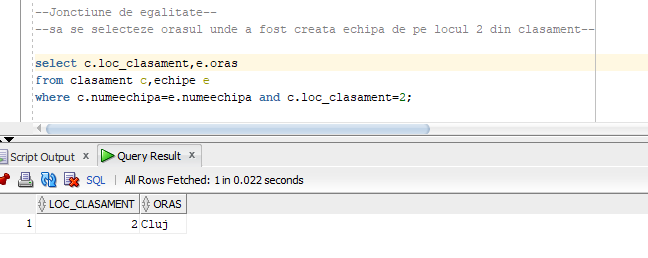 --Jonctiune de egalitate--
--sa se selecteze orasul unde a fost creata echipa de pe locul 2 din clasament--
select c.loc_clasament,e.oras
from clasament c,echipe e
where c.numeechipa=e.numeechipa and c.loc_clasament=2;
Script Output x Query Result x
SQL | All Rows Fetched: 1 in 0.022 seconds
LOC_CLASAMENT ORAS
1 2 Cluj